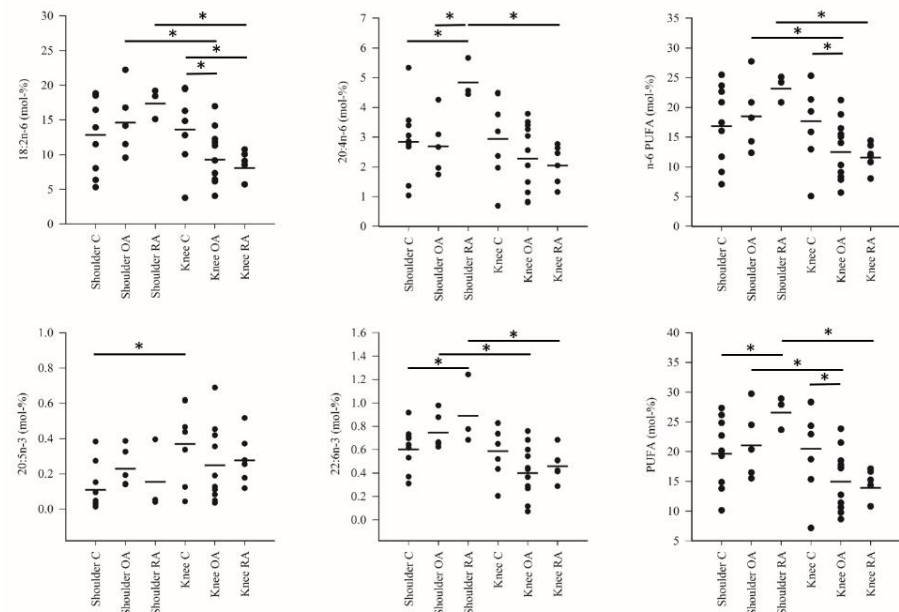 18:2n-6 (mol-%)
30
25
20
15
10
5
0
Shoulder C
Shoulder OA
Shoulder RA
Knee C
Knee OA
Knee RA
*
*
*
*
20:4n-6 (mol-%)
7
6
5
4
3
2
1
0
Shoulder C
Shoulder OA
Shoulder RA
Knee C
Knee OA
Knee RA
*
*
*
n-6 PUFA (mol-%)
35
30
25
20
15
10
5
0
Shoulder C
Shoulder OA
Shoulder RA
Knee C
Knee OA
Knee RA
*
*
*
20:5n-3 (mol-%)
1.0
0.8
0.6
0.4
0.2
0.0
Shoulder C
Shoulder OA
Shoulder RA
Knee C
Knee OA
Knee RA
*
22:6n-3 (mol-%)
1.6
1.4
1.2
1.0
0.8
0.6
0.4
0.2
0.0
Shoulder C
Shoulder OA
Shoulder RA
Knee C
Knee OA
Knee RA
*
*
*
PUFA (mol-%)
40
35
30
25
20
15
10
5
Shoulder C
Shoulder OA
Shoulder RA
Knee C
Knee OA
Knee RA
*
*
*
*